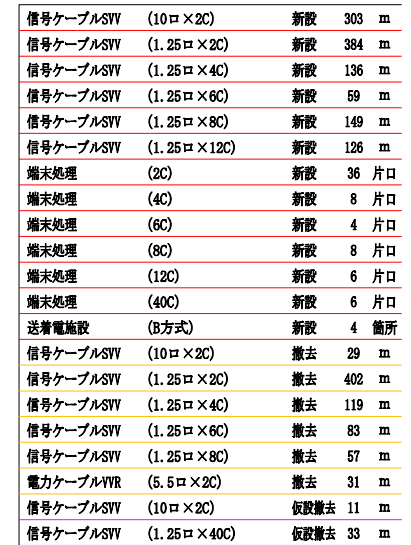 信号ケーブルSVV (10ロ×2C) 新設 303 m
信号ケーブルSVV (1.25ロ×2C) 新設 384 m
信号ケーブルSVV (1.25ロ×4C) 新設 136 m
信号ケーブルSVV (1.25ロ×6C) 新設 59 m
信号ケーブルSVV (1.25ロ×8C) 新設 149 m
信号ケーブルSVV (1.25ロ×12C) 新設 126 m
端末処理 (2C) 新設 36 片口
端末処理 (4C) 新設 8 片口
端末処理 (6C) 新設 4 片口
端末処理 (8C) 新設 8 片口
端末処理 (12C) 新設 6 片口
端末処理 (40C) 新設 6 片口
送着電施設 (B方式) 新設 4 箇所
信号ケーブルSVV (10ロ×2C) 撤去 29 m
信号ケーブルSVV (1.25ロ×2C) 撤去 402 m
信号ケーブルSVV (1.25ロ×4C) 撤去 119 m
信号ケーブルSVV (1.25ロ×6C) 撤去 83 m
信号ケーブルSVV (1.25ロ×8C) 撤去 57 m
電力ケーブルVVR (5.5ロ×2C) 撤去 31 m
信号ケーブルSVV (10ロ×2C) 仮設撤去 11 m
信号ケーブルSVV (1.25ロ×40C) 仮設撤去 33 m